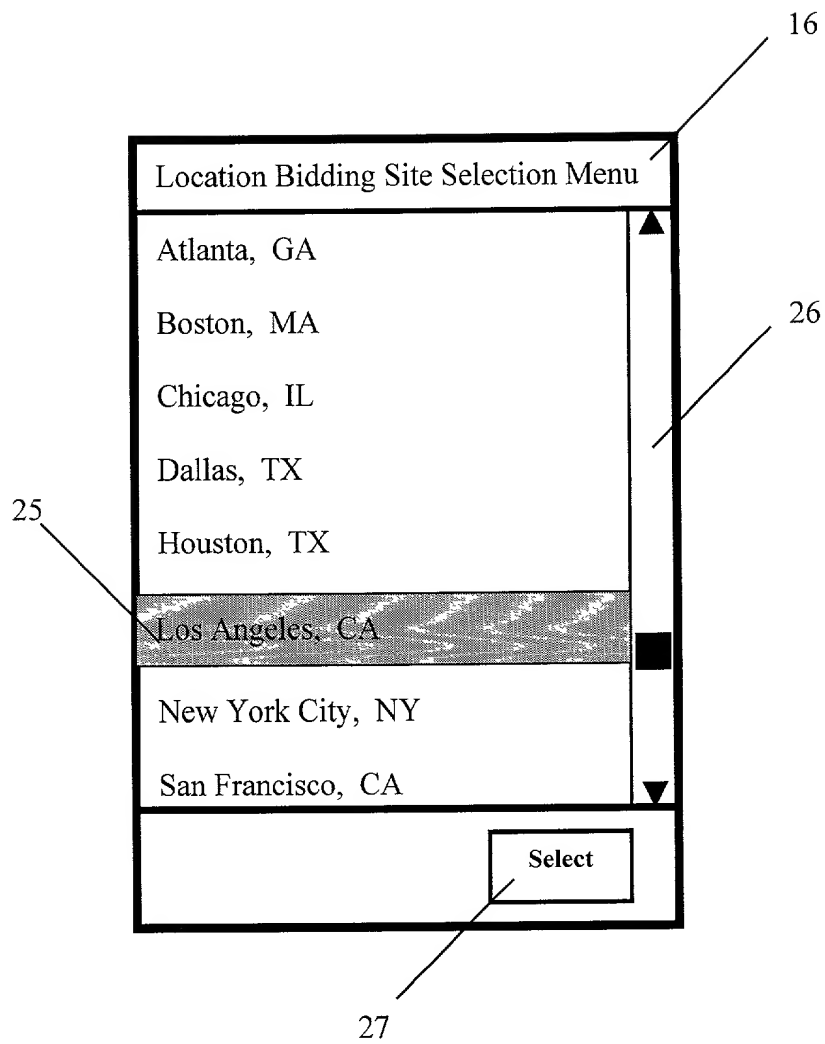 16
Location Bidding Site Selection Menu
Atlanta, GA
Boston, MA
26
Chicago, IL
Dallas, TX
25
Houston, TX
Los Angeles, CA
New York City, NY
San Francisco, CA
Select
27